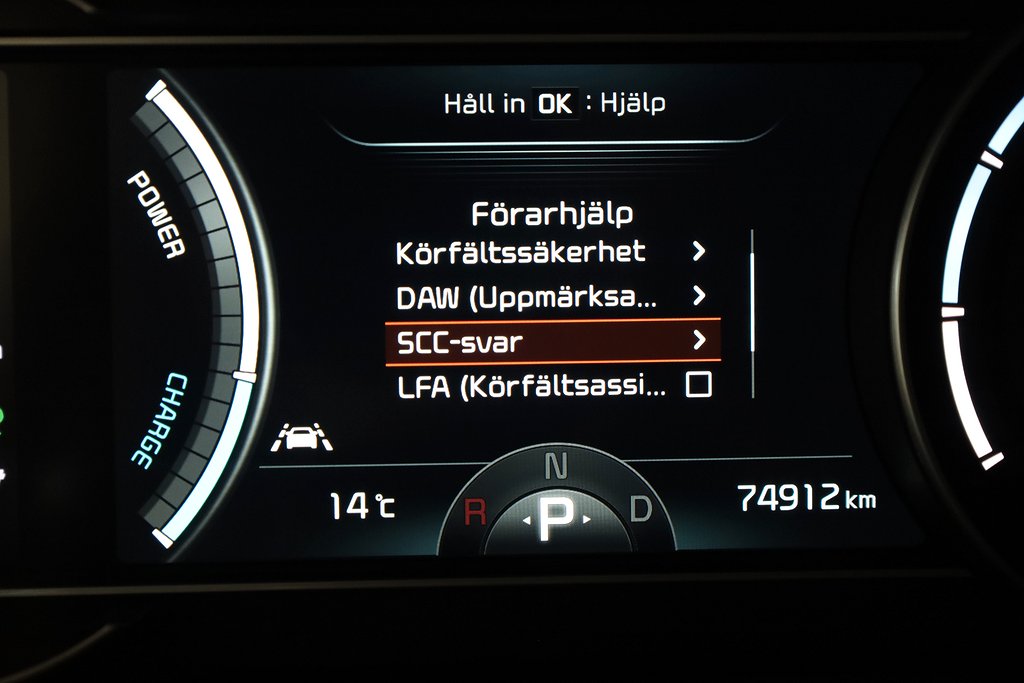 Håll in OK : Hjälp
Förarhjälp
Körfältssäkerhet
DAW (Uppmärksa...
SCC-svar
LFA (Körfältsassi...
POWER
CHARGE
14°C
R N D
P
74912 km